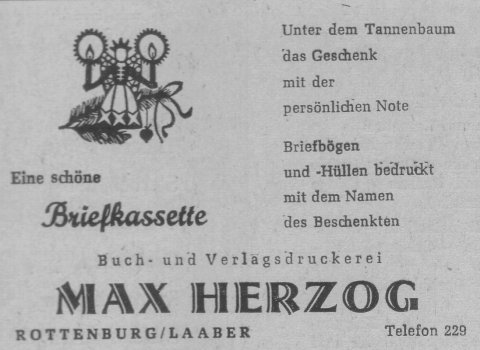 Unter dem Tannenbaum
das Geschenk
mit der
persönlichen Note
Briefbögen
und -Hüllen bedruckt
mit dem Namen
des Beschenkten
Eine schöne
Briefkassette
Buch- und Verlagsdruckerei
MAX HERZOG
ROTTENBURG/LAABER
Telefon 229